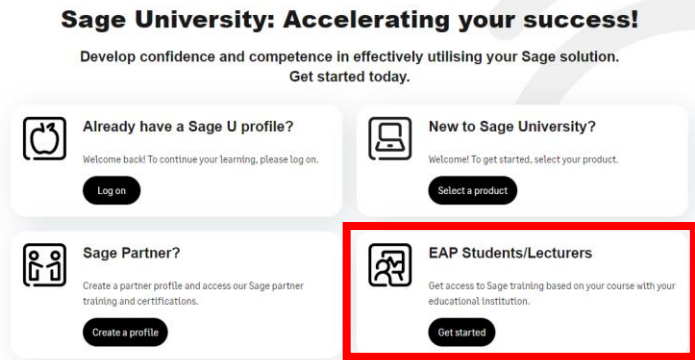 Sage University: Accelerating your success!
Develop confidence and competence in effectively utilising your Sage solution.
Get started today.
Already have a Sage U profile?
Welcome back! To continue your learning, please log on.
Log on
New to Sage University?
Welcome! To get started, select your product.
Select a product
Sage Partner?
Create a partner profile and access our Sage partner
training and certifications.
Create a profile
EAP Students/Lecturers
Get access to Sage training based on your course with your
educational institution.
Get started